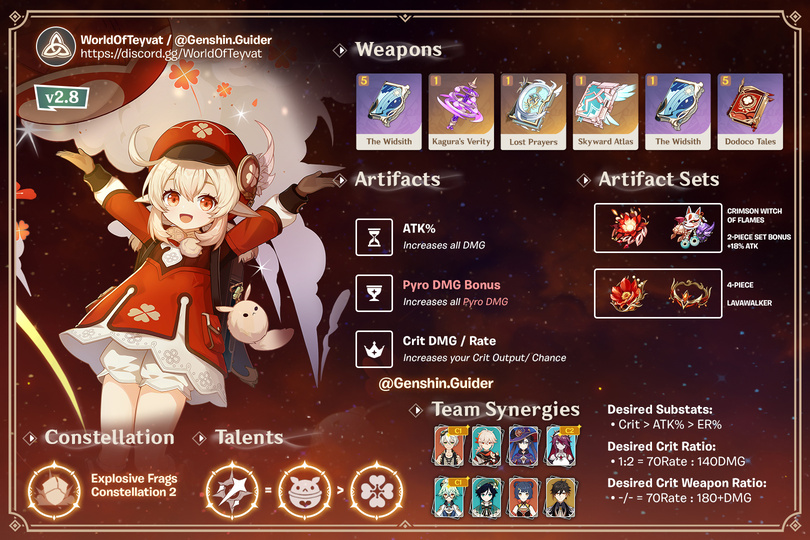 WorldOfTeyvat / @Genshin.Guider
https://discord.gg/WorldOfTeyvat
v2.8
Weapons
5
The Widsith
1
Kagura's Verity
1
Lost Prayers
1
Skyward Atlas
1
The Widsith
5
Dodoco Tales
Artifacts
ATK%
Increases all DMG
Pyro DMG Bonus
Increases all Pyro DMG
Crit DMG / Rate
Increases your Crit Output/ Chance
@Genshin.Guider
Artifact Sets
CRIMSON WITCH
OF FLAMES
2-PIECE SET BONUS
+18% ATK
4-PIECE
LAVAWALKER
Constellation
Explosive Frags
Constellation 2
Talents
= >
Team Synergies
C1
C2
C1
Desired Substats:
• Crit > ATK% > ER%
Desired Crit Ratio:
• 1:2 = 70Rate : 140DMG
Desired Crit Weapon Ratio:
• -/- = 70Rate : 180+DMG